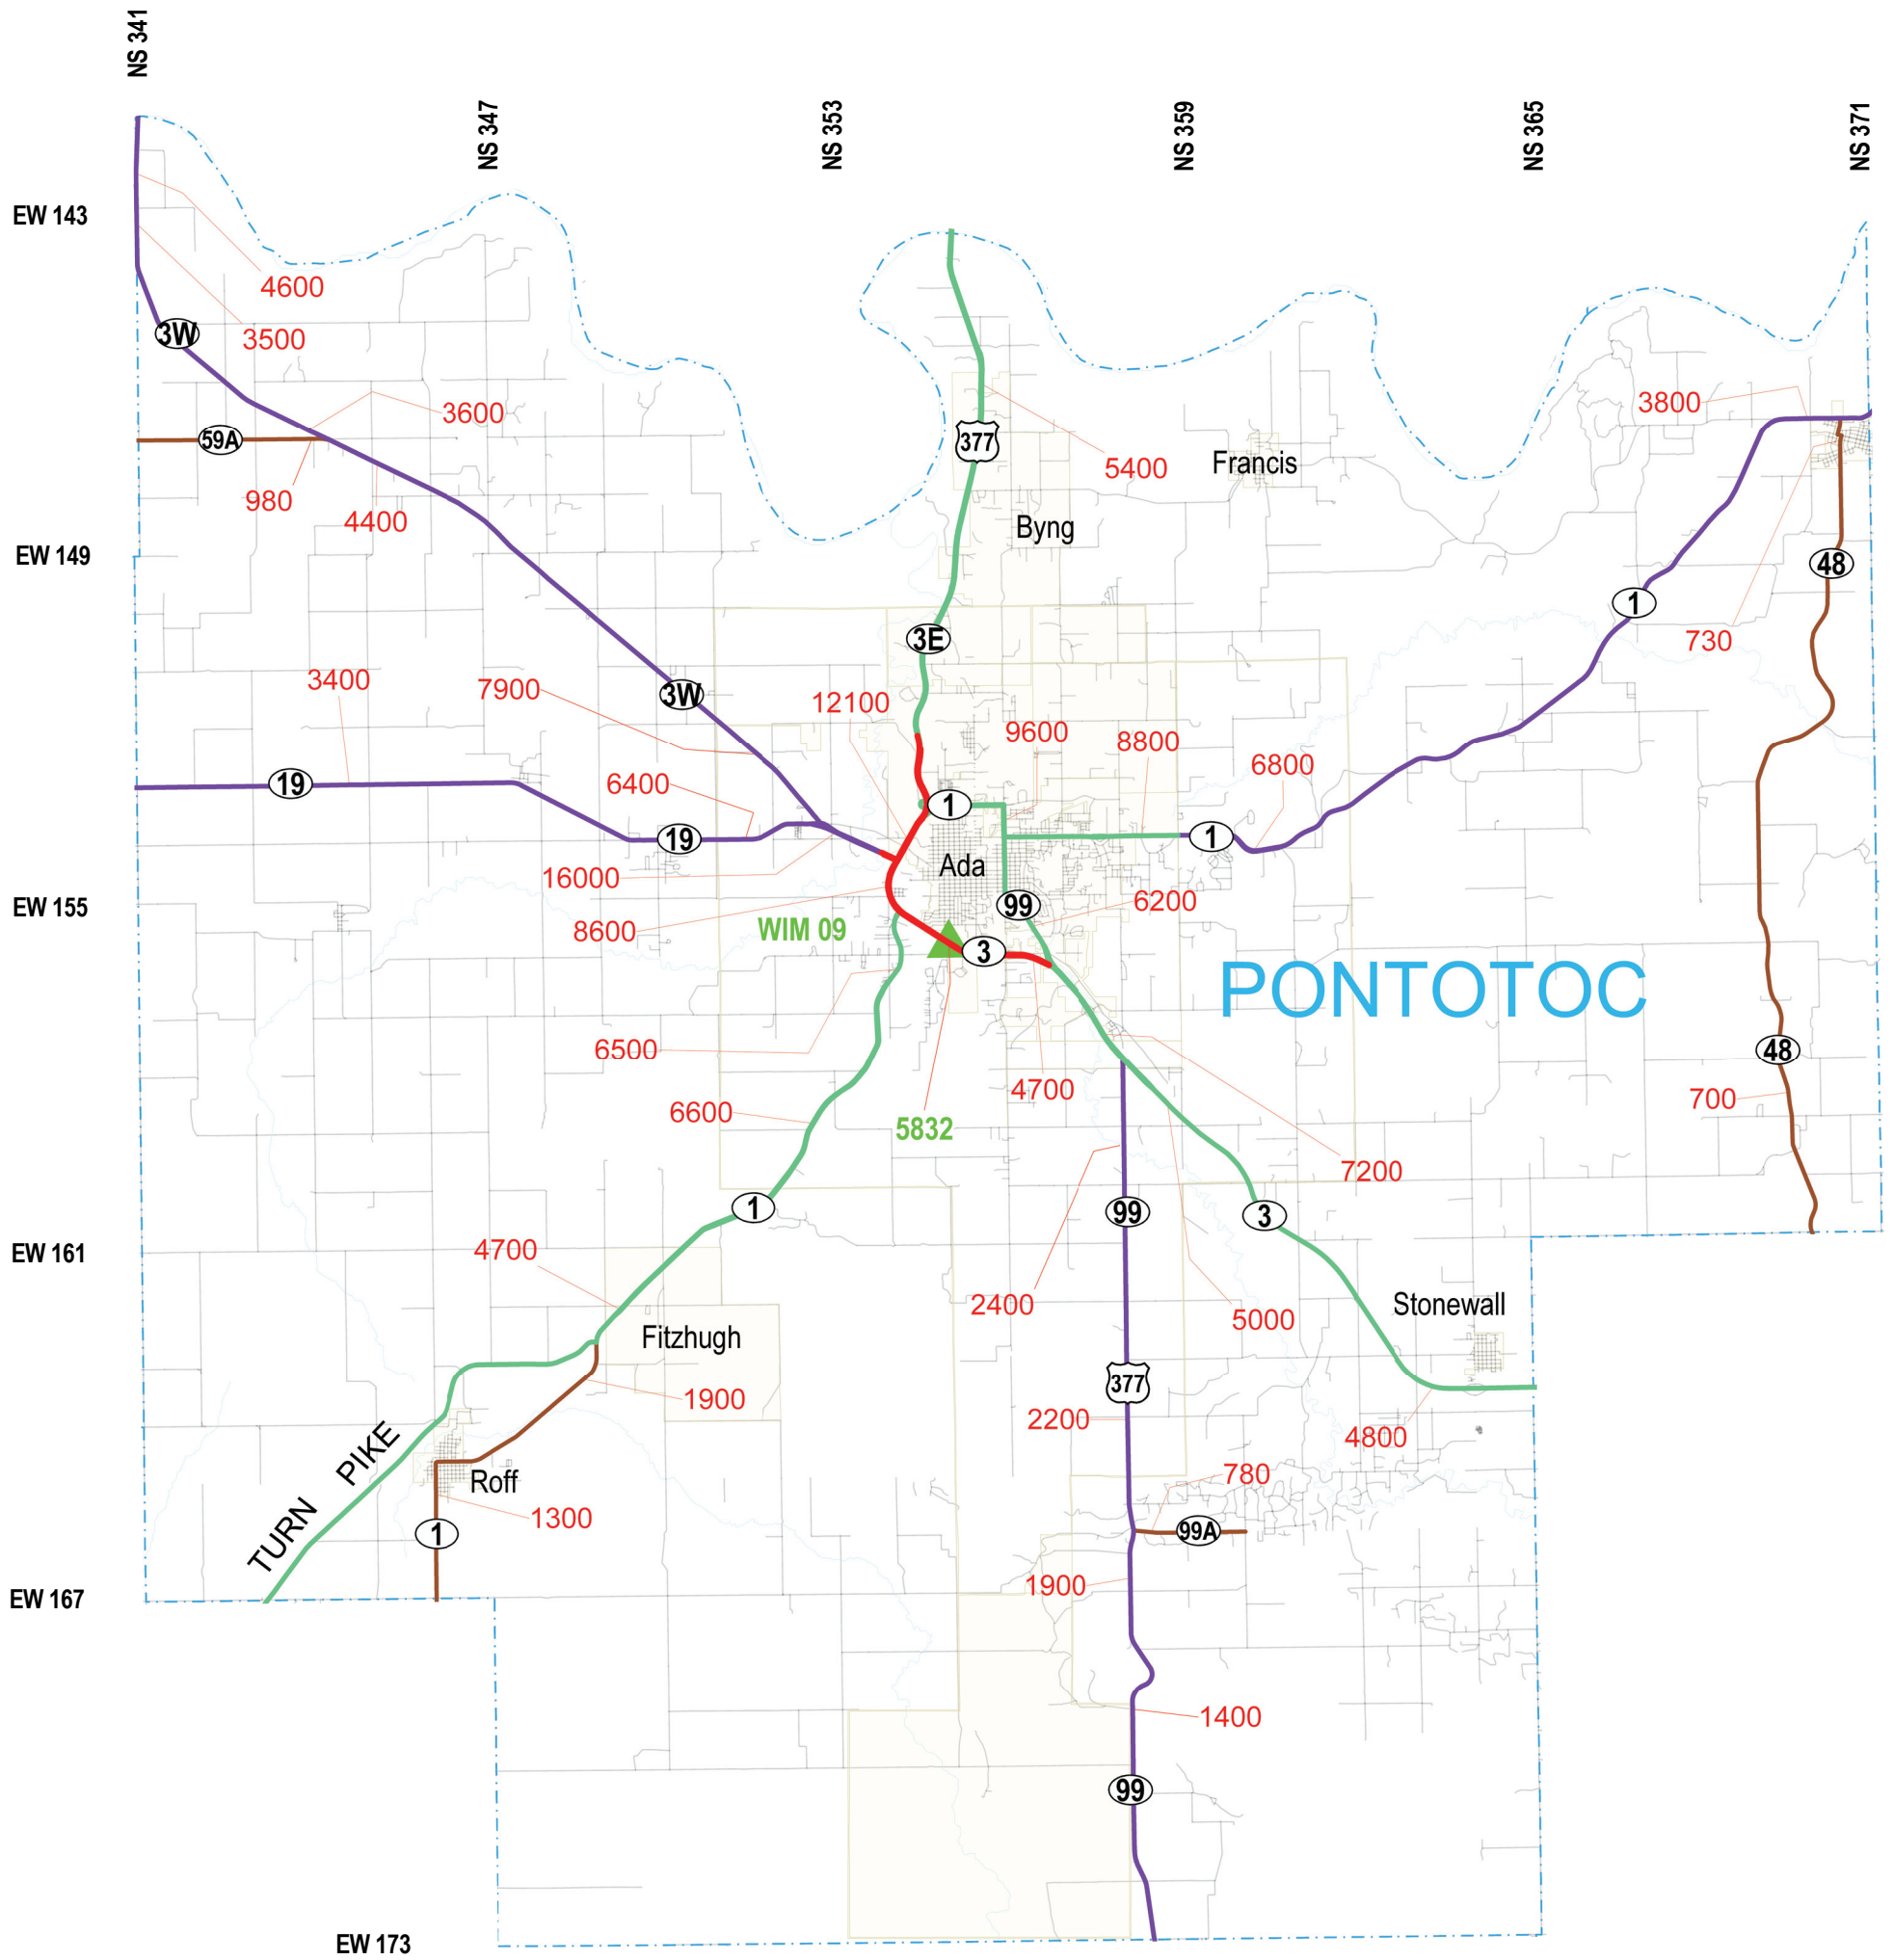 NS 341
NS 347
NS 353
NS 359
NS 365
NS 371
EW 143
4600
3500
3W
3800
3600
59A
377
5400
Francis
980
4400
Byng
EW 149
48
1
3E
730
3400
7900
3W
12100
9600
8800
6800
19
6400
1
19
1
16000
Ada
EW 155
99
6200
8600
WIM 09
3
PONTOTOC
6500
48
4700
700
6600
5832
7200
1
99
3
4700
EW 161
2400
5000
Stonewall
Fitzhugh
377
1900
2200
4800
TURN PIKE
Roff
780
1300
1
99A
1900
EW 167
1400
99
EW 173